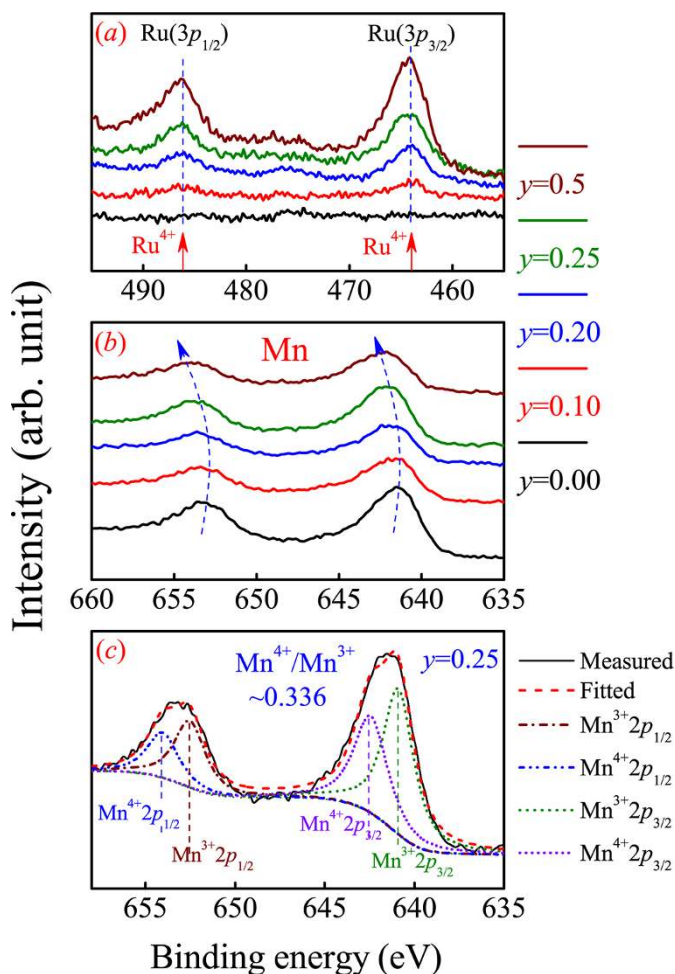 (a)
Ru(3p1/2)
Ru(3p3/2)
Ru4+
Ru4+
490
480
470
460
y=0.5
y=0.25
y=0.20
y=0.10
y=0.00
(b)
Mn
660
655
650
645
640
635
Intensity (arb. unit)
(c)
Mn4+/Mn3+
~0.336
y=0.25
Mn4+2p1/2
Mn3+2p1/2
Mn4+2p3/2
Mn3+2p3/2
Measured
Fitted
Mn3+2p1/2
Mn4+2p1/2
Mn3+2p3/2
Mn4+2p3/2
655
650
645
640
635
Binding energy (eV)